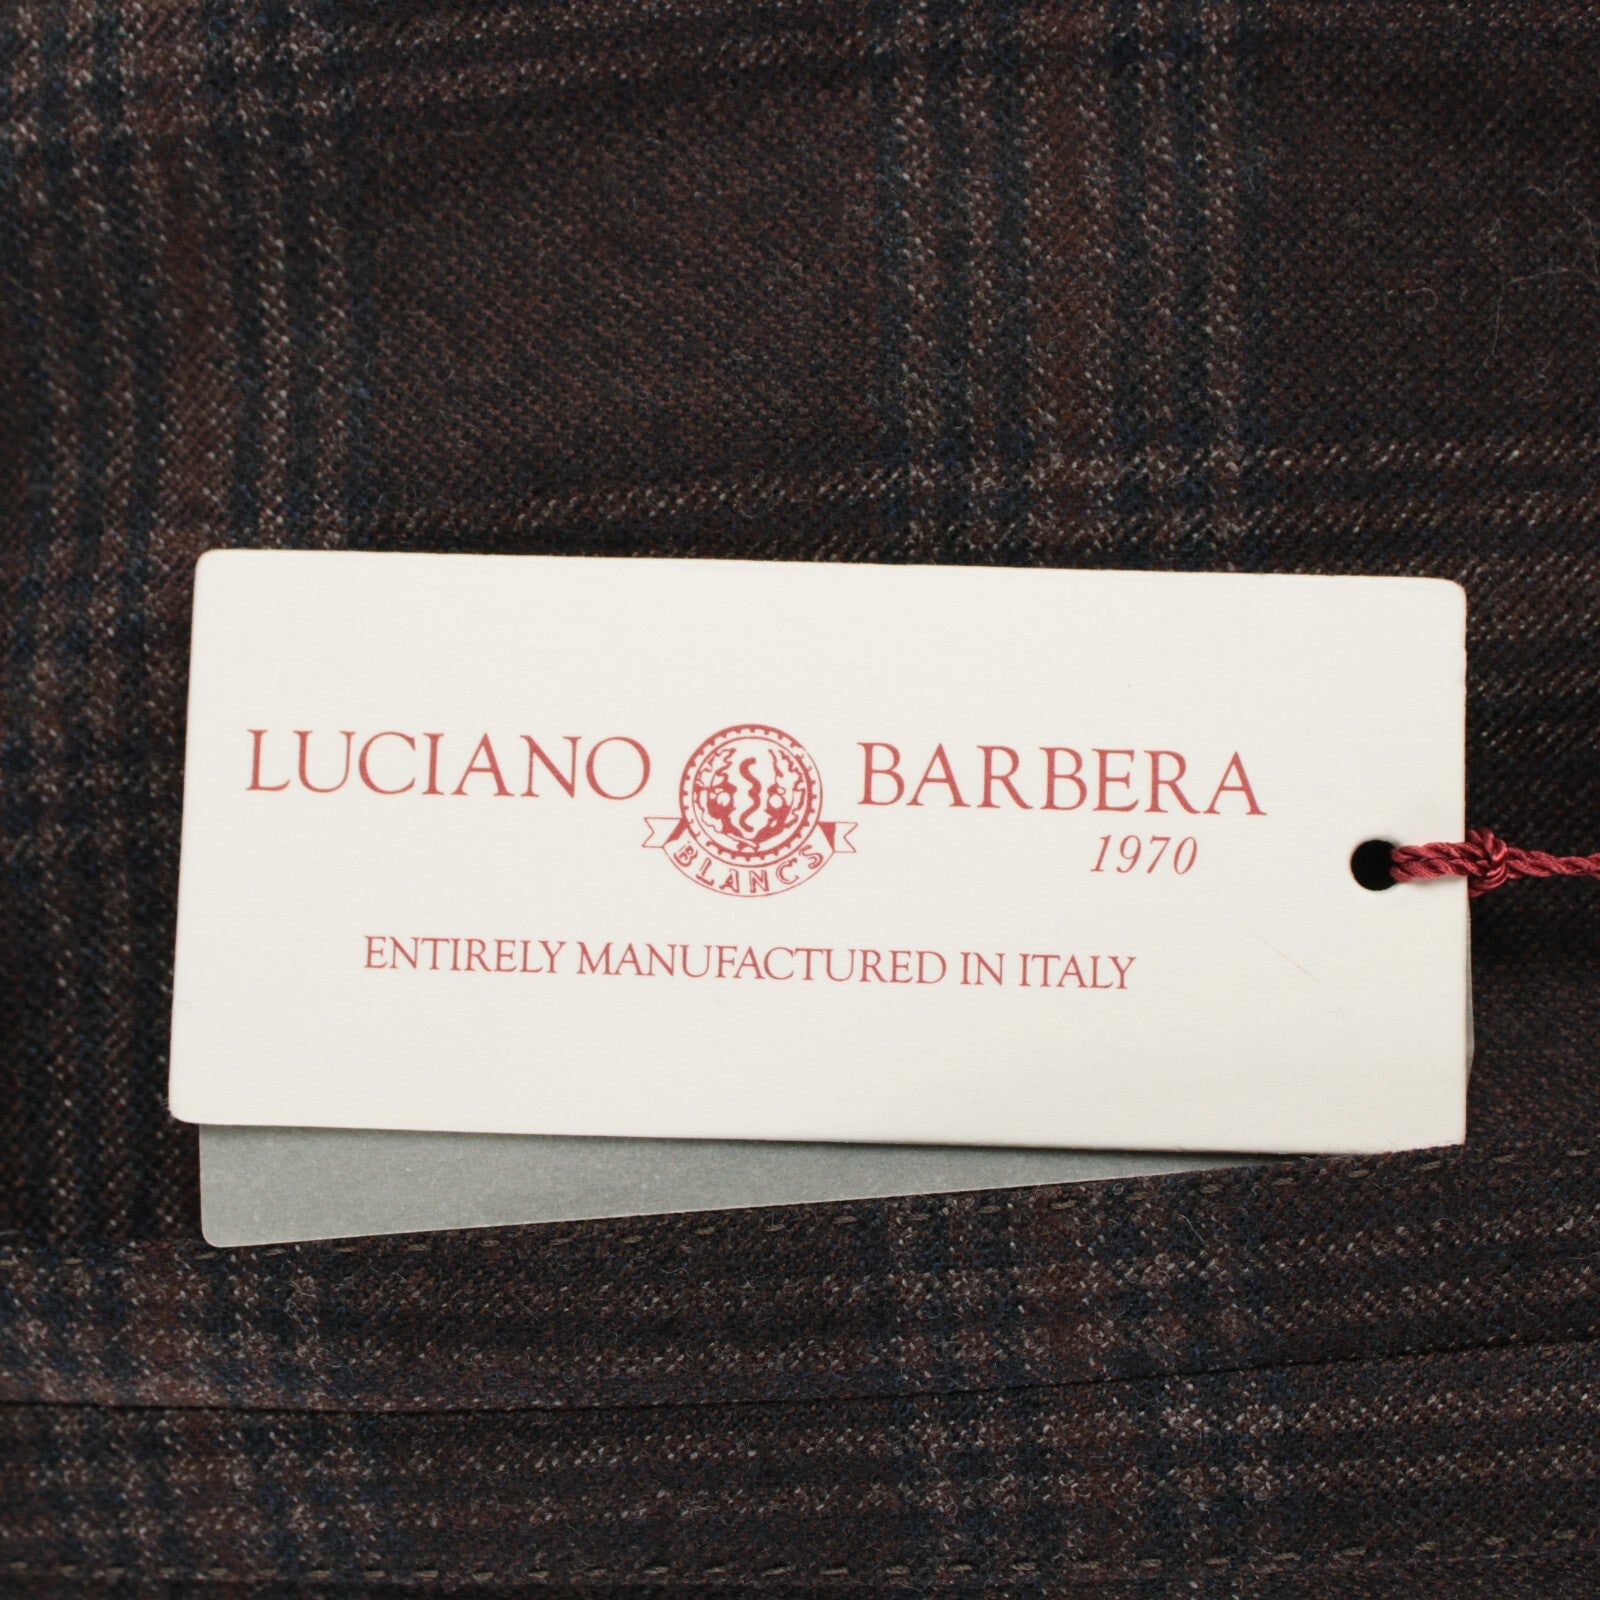 LUCIANO BARBERA
1970
BLANCS
ENTIRELY MANUFACTURED IN ITALY